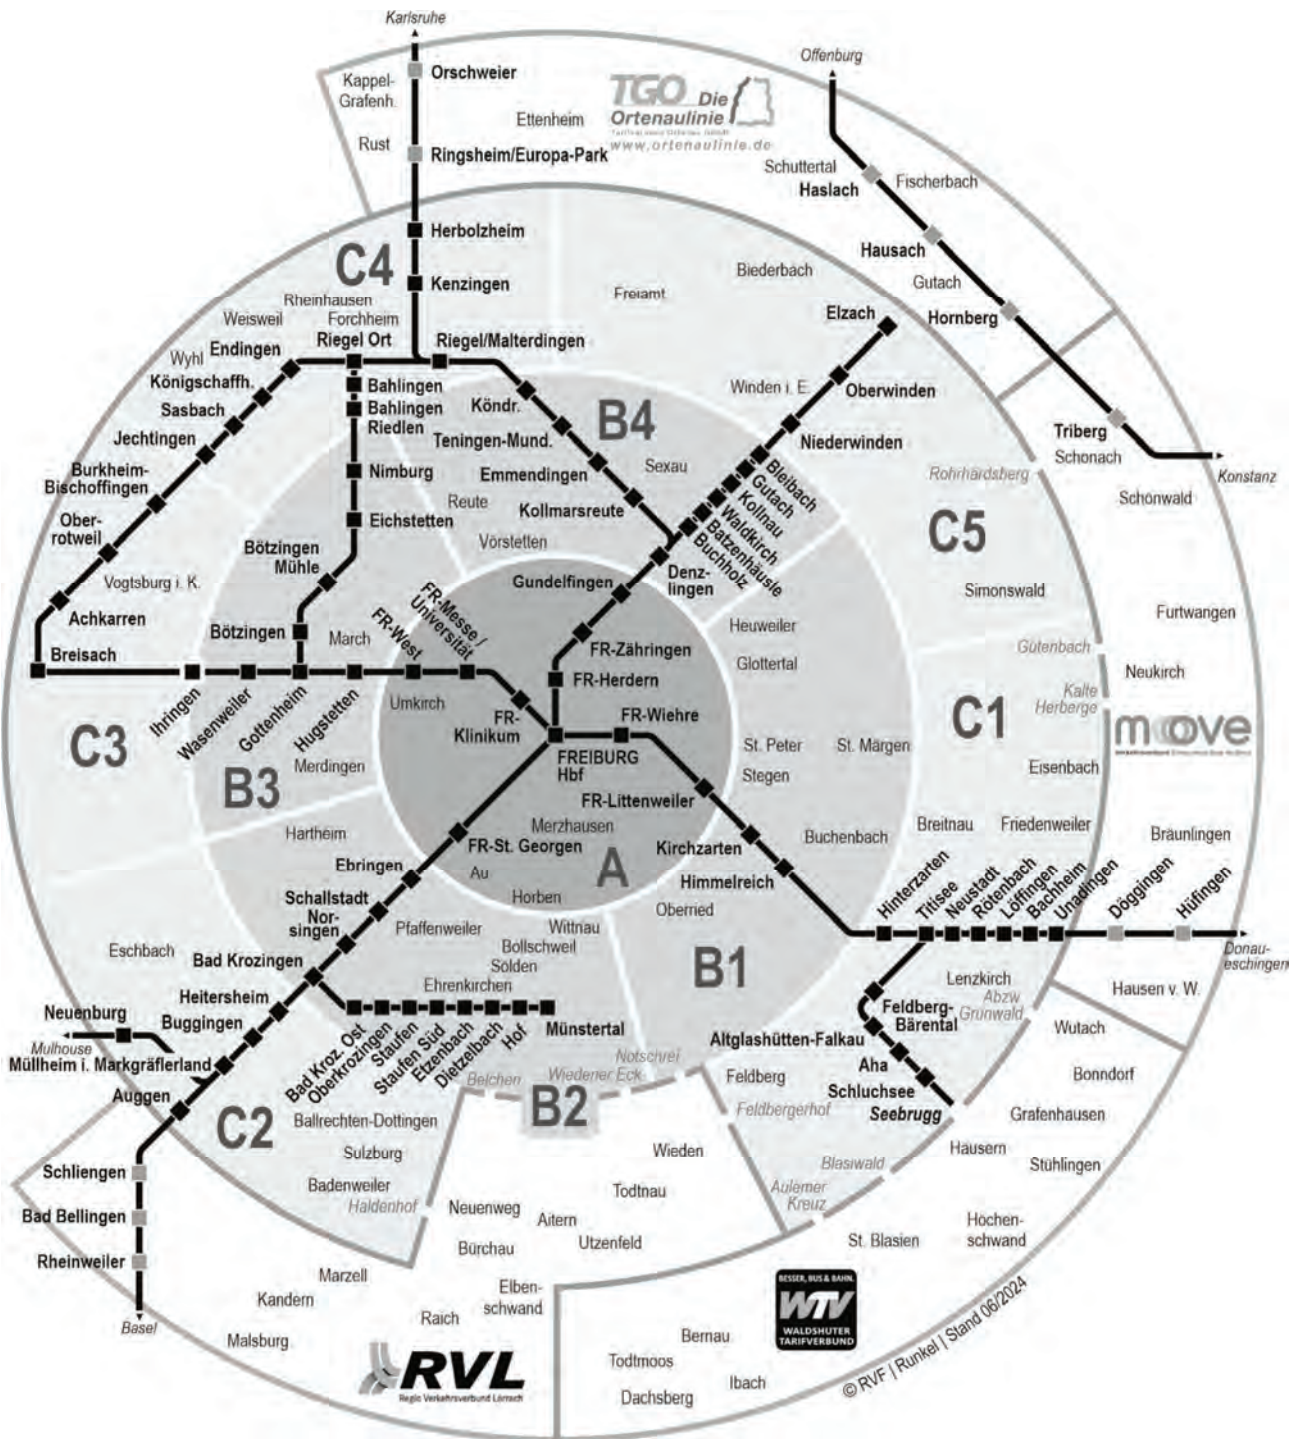 Karlsruhe
Offenburg
Kappel-
Grafenh.
Orschweier
TGO Die
Ortenaulinie
www.ortenaulinie.de
Ettenheim
Rust
Ringsheim/Europa-Park
Schuttertal
Haslach
Fischerbach
Herbolzheim
Hausach
C4
Biederbach
Gutach
Kenzingen
Freiamt
Rheinhausen
Weisweil
Forchheim
Elzach
Hornberg
Wyhl
Endingen
Riegel Ort
Riegel/Malterdingen
Königschaffh.
Bahlingen
Winden i. E.
Oberwinden
Sasbach
Bahlingen
Riedlen
Köndr.
B4
Jechtingen
Teningen-Mund.
Niederwinden
Triberg
Schonach
Burkheim-
Bischoffingen
Nimburg
Emmendingen
Sexau
Bleibach
Gutach
Kollnau
Waldkirch
Batzenhäusle
Buchholz
Rohrhardsberg
Konstanz
Schönwald
Reute
Kollmarsreute
Ober-
rotweil
Eichstetten
C5
Vörstetten
Bötzingen
Mühle
Vogtsburg i. K.
Gundelfingen
Denz-
lingen
Simonswald
Achkarren
FR-Messe /
Universität
FR-West
Furtwangen
Bötzingen
March
Heuweiler
FR-Zähringen
Gütenbach
Breisach
Glottertal
Neukirch
FR-Herdern
Kalte
Herberge
Ihringen
Wasenweiler
Gottenheim
Hugstetten
Umkirch
FR-
Klinikum
FR-Wiehre
C1
C3
FREIBURG
Hbf
St. Peter
St. Märgen
moove
Merdingen
Stegen
Eisenbach
B3
FR-Littenweiler
Hartheim
Merzhausen
Buchenbach
Breitnau
Friedenweiler
Bräunlingen
FR-St. Georgen
Kirchzarten
Ebringen
Au
A
Himmelreich
Horben
Schallstadt
Nor-
singen
Oberried
Hinterzarten
Titisee
Neustadt
Rötenbach
Löffingen
Bachheim
Unadingen
Döggingen
Hüfingen
Pfaffenweiler
Wittnau
Eschbach
Bollschweil
Sölden
B1
Donau-
eschingen
Bad Krozingen
Ehrenkirchen
Lenzkirch
Abzw
Grünwald
Hausen v. W.
Heitersheim
Feldberg-
Bärental
Neuenburg
Buggingen
Münstertal
Wutach
Mulhouse
Bad Kroz. Ost
Oberkrozingen
Staufen
Staufen Süd
Etzenbach
Dietzelbach
Hof
Altglashütten-Falkau
Müllheim i. Markgräflerland
Notschrei
Wiedener Eck
Belchen
Aha
Feldberg
Bonndorf
Auggen
Schluchsee
B2
Feldbergerhof
Seebrugg
Grafenhausen
C2
Ballrechten-Dottingen
Wieden
Häusern
Sulzburg
Blasiwald
Stühlingen
Schliengen
Badenweiler
Todtnau
Aulemer
Kreuz
Haldenhof
Neuenweg
Bad Bellingen
Aitern
Höchen-
schwand
Utzenfeld
St. Blasien
Bürchau
Rheinweiler
Marzell
Elben-
schwand
Kandern
BESSER, BUS & BAHN.
WTV
WALDSHUTER
TARIFVERBUND
Raich
Basel
Malsburg
Bernau
Todtmoos
RVL
Regio Verkehrsverbund Lörrach
Ibach
Dachsberg
© RVF | Runkel | Stand 06/2024